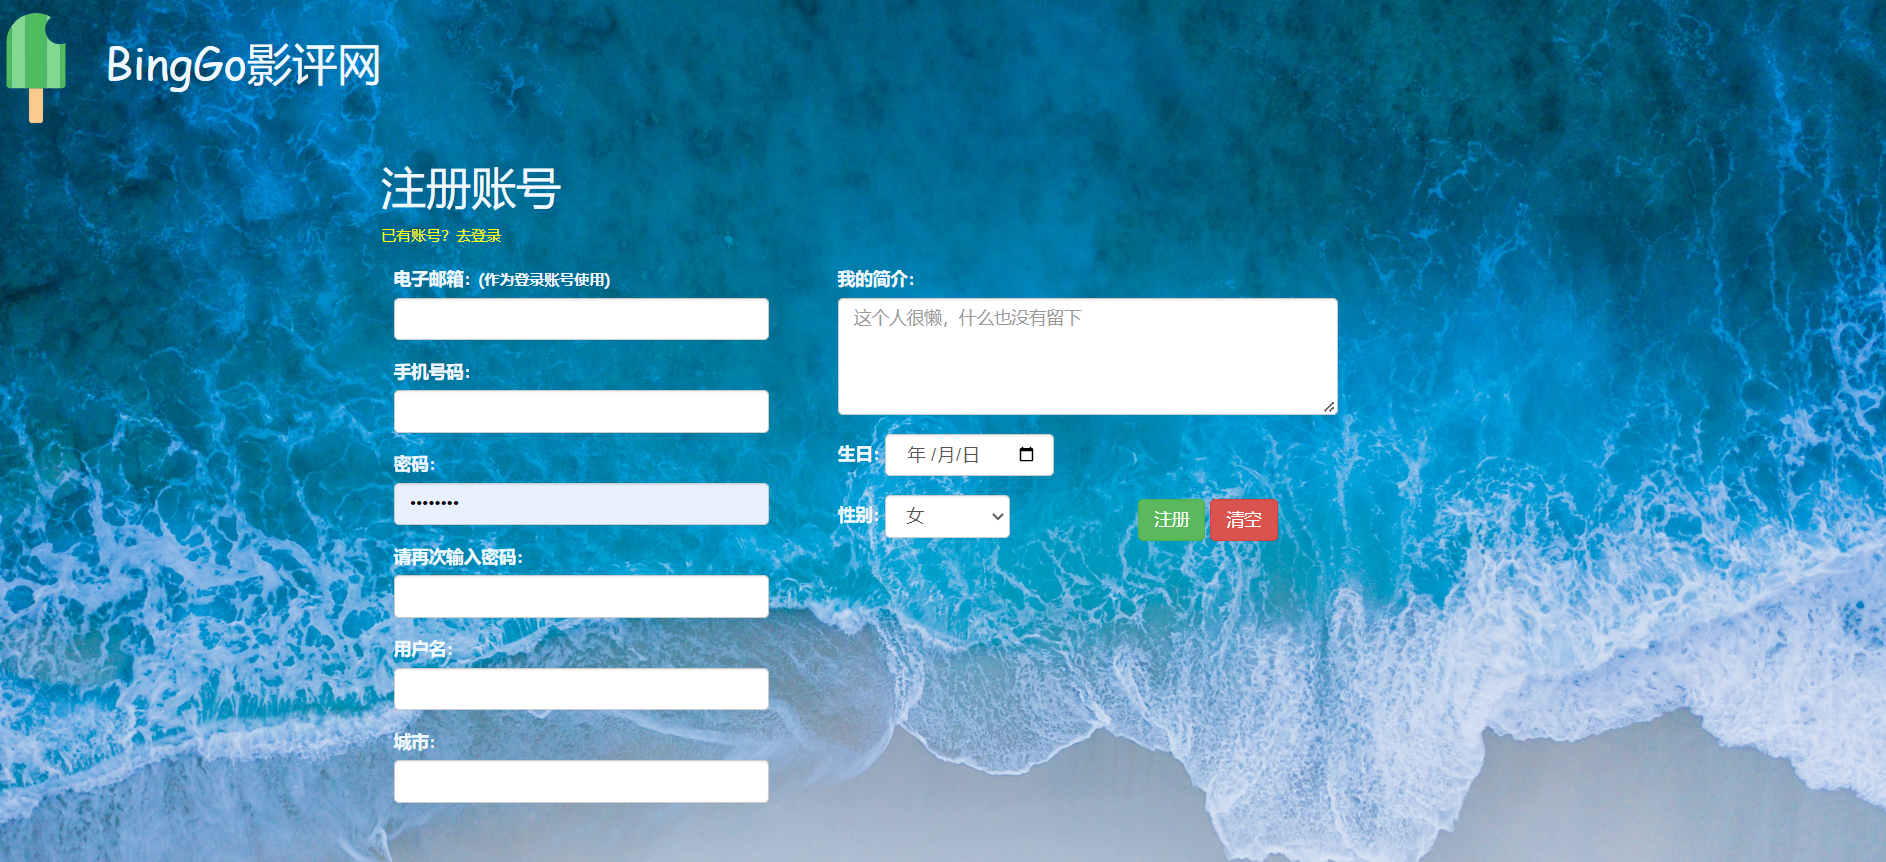 BingGo影评网
注册账号
已有账号？去登录
电子邮箱：(作为登录账号使用)
手机号码：
密码：
••••••••
请再次输入密码：
用户名：
城市：
我的简介：
这个人很懒，什么也没有留下
生日： 年 /月/日
性别： 女
注册 清空